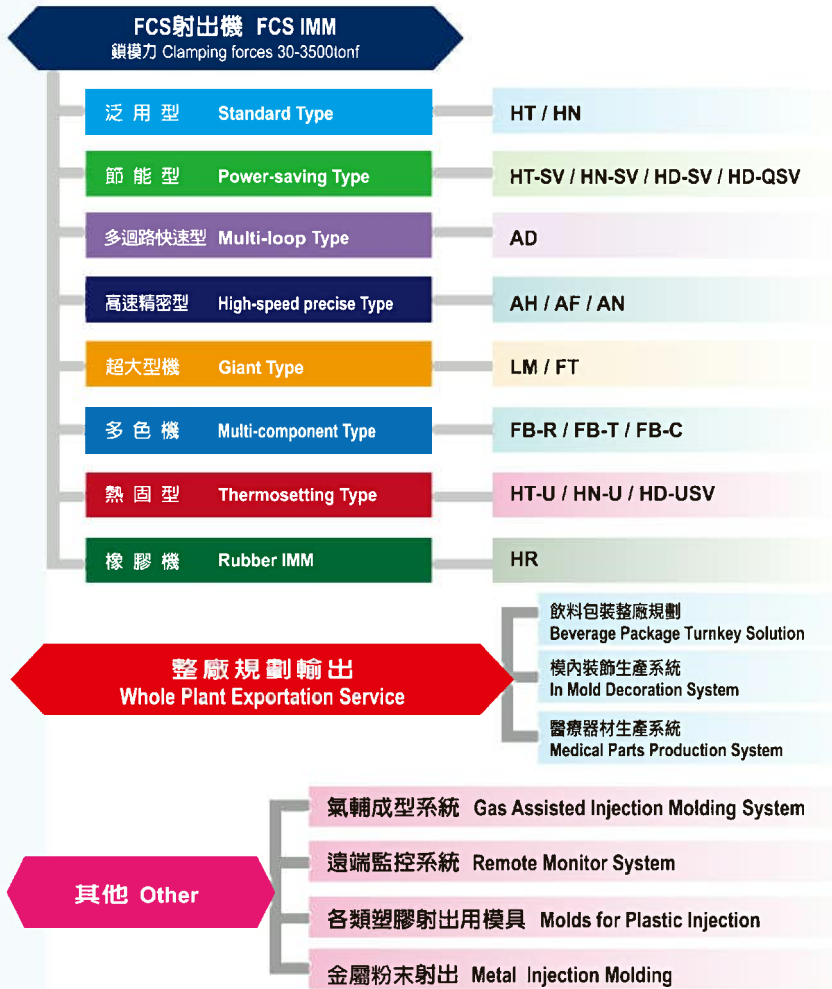 FCS射出機 FCS IMM
鎖模力 Clamping forces 30-3500tonf
泛用型 Standard Type HT / HN
節能型 Power-saving Type HT-SV / HN-SV / HD-SV / HD-QSV
多迴路快速型 Multi-loop Type AD
高速精密型 High-speed precise Type AH / AF / AN
超大型機 Giant Type LM / FT
多色機 Multi-component Type FB-R / FB-T / FB-C
熱固型 Thermosetting Type HT-U / HN-U / HD-USV
橡膠機 Rubber IMM HR
整廠規劃輸出
Whole Plant Exportation Service
飲料包裝整廠規劃
Beverage Package Turnkey Solution
模內裝飾生產系統
In Mold Decoration System
醫療器材生產系統
Medical Parts Production System
其他 Other
氣輔成型系統 Gas Assisted Injection Molding System
遠端監控系統 Remote Monitor System
各類塑膠射出用模具 Molds for Plastic Injection
金屬粉末射出 Metal Injection Molding